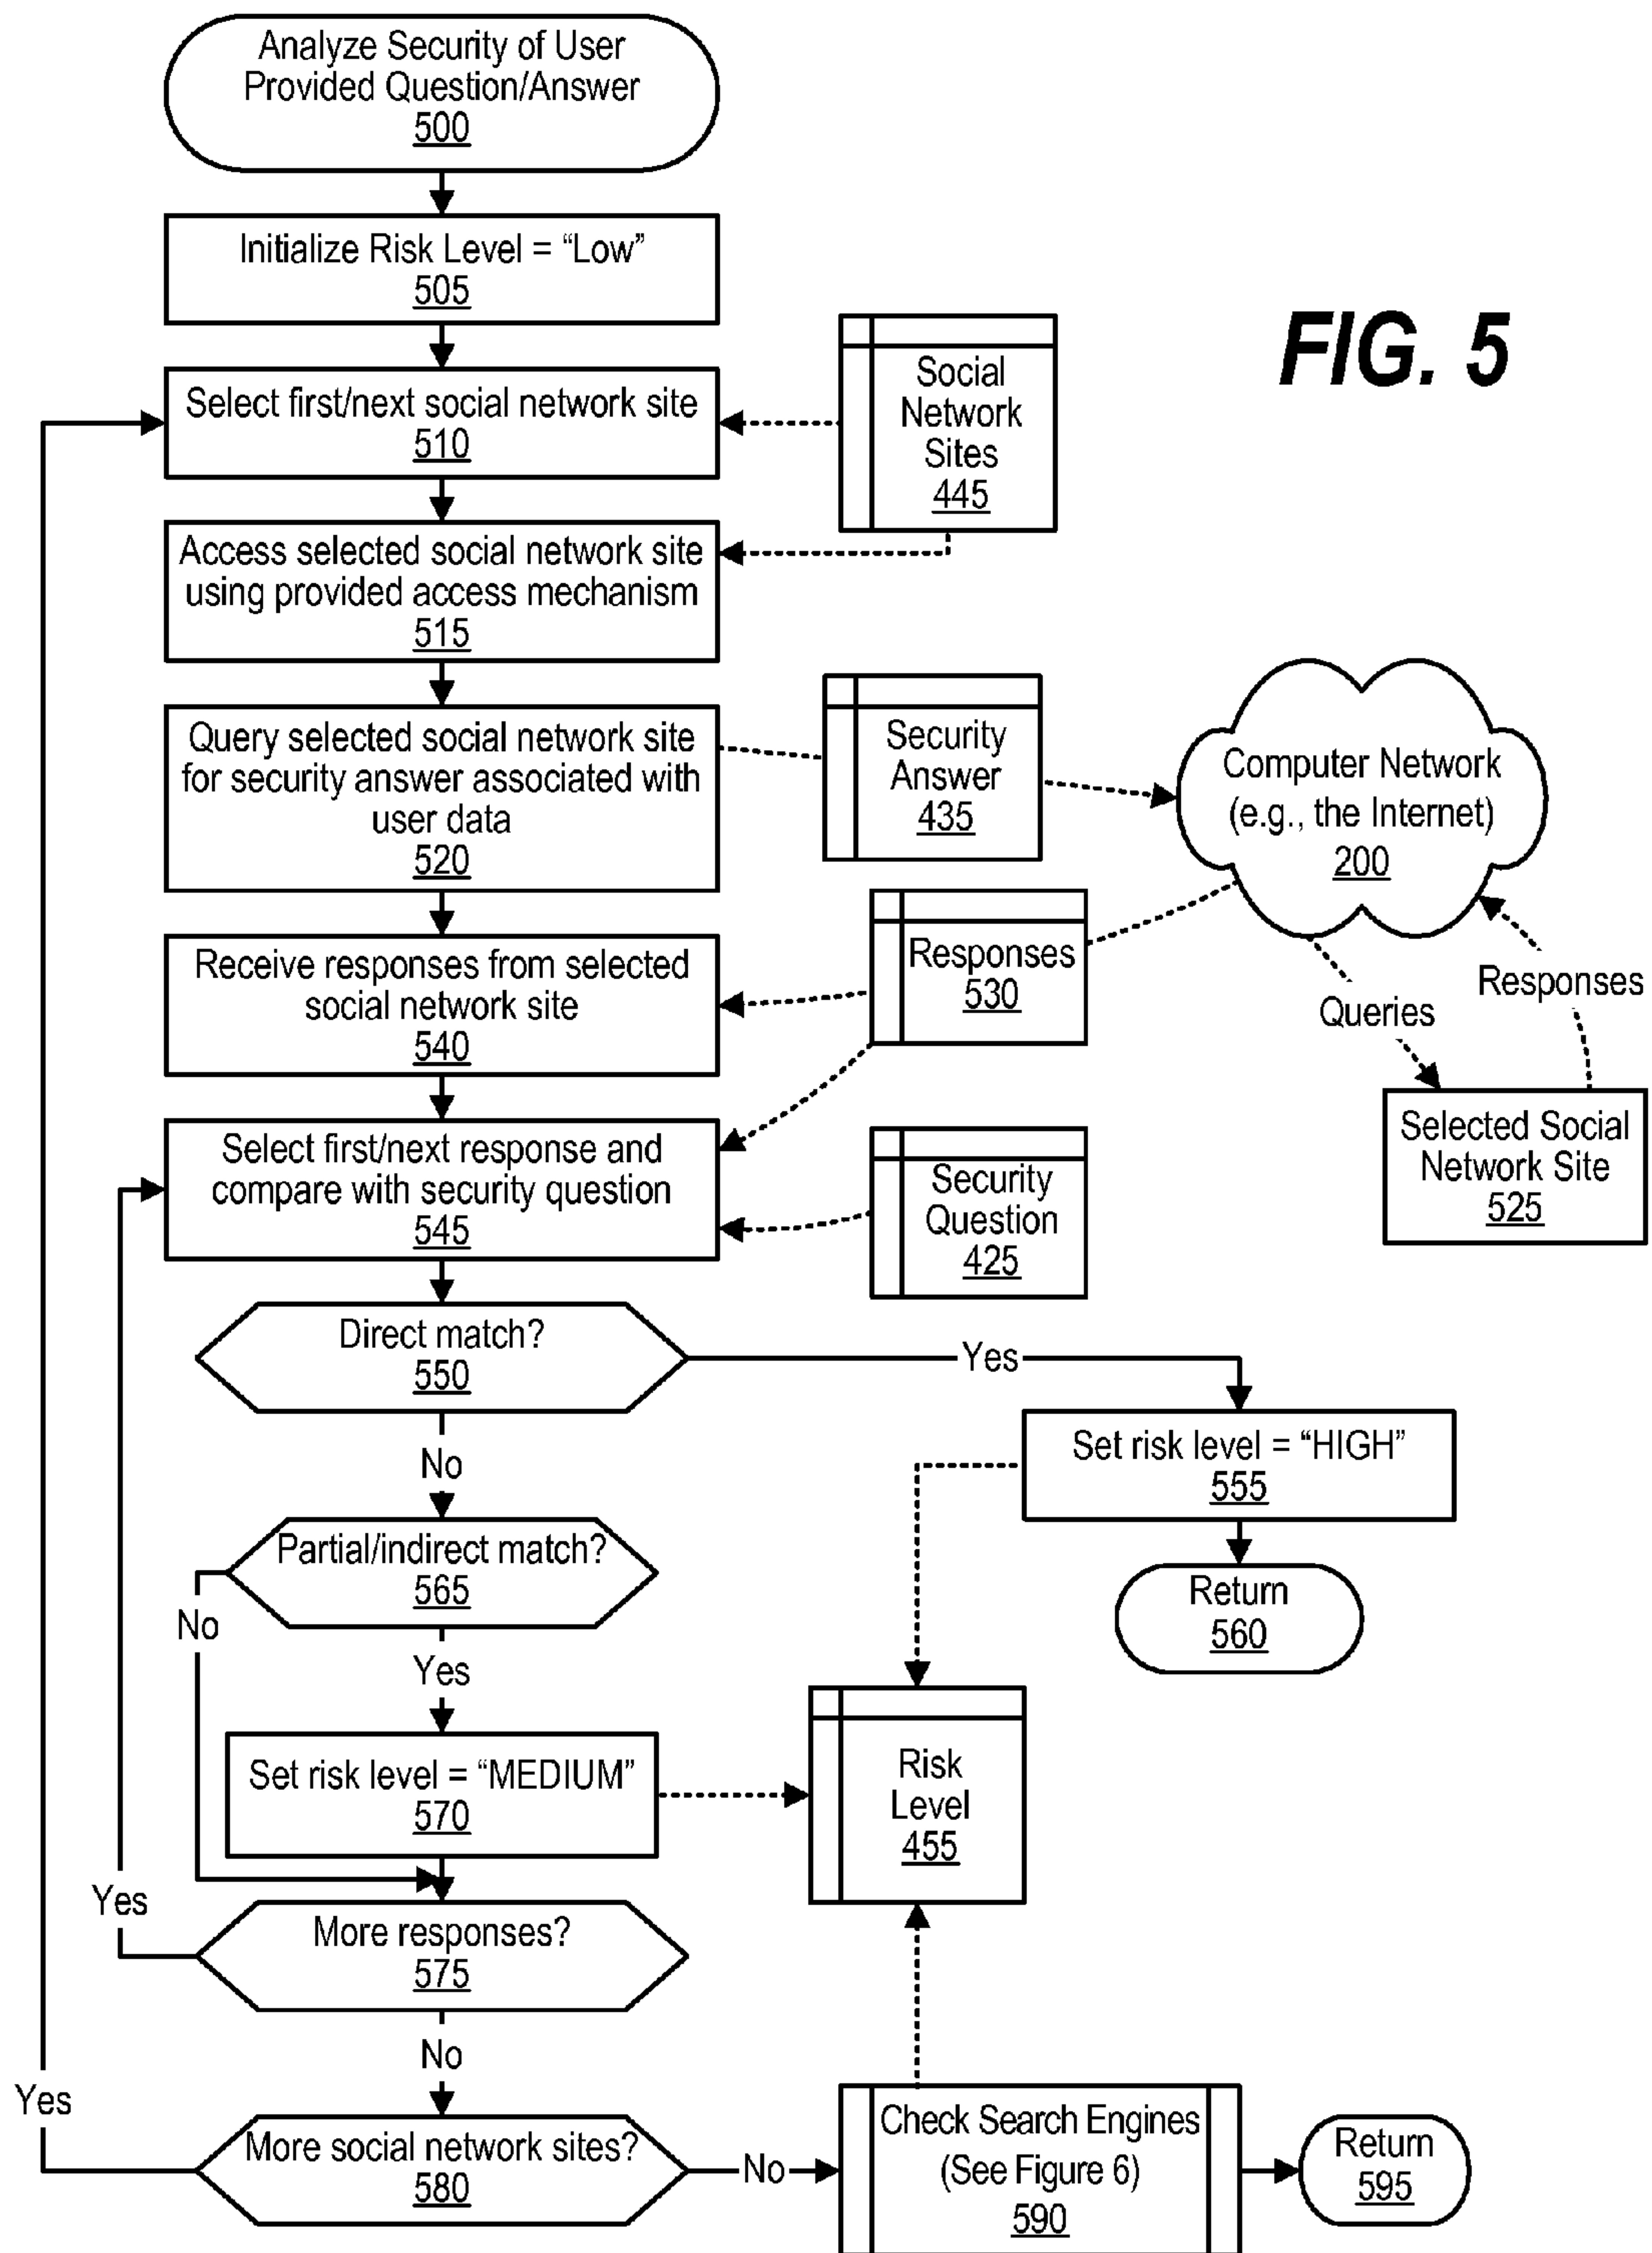 Analyze Security of User
Provided Question/Answer
500
Initialize Risk Level = “Low”
505
FIG. 5
Select first/next social network site
510
Social
Network
Sites
445
Access selected social network site
using provided access mechanism
515
Query selected social network site
for security answer associated with
user data
520
Security
Answer
435
Computer Network
(e.g., the Internet)
200
Receive responses from selected
social network site
540
Responses
530
Queries
Responses
Selected Social
Network Site
525
Select first/next response and
compare with security question
545
Security
Question
425
Direct match?
550
Yes
No
Set risk level = “HIGH”
555
Return
560
Partial/indirect match?
565
No
Yes
Set risk level = “MEDIUM”
570
Risk
Level
455
Yes
More responses?
575
No
Yes
More social network sites?
580
No
Check Search Engines
(See Figure 6)
590
Return
595